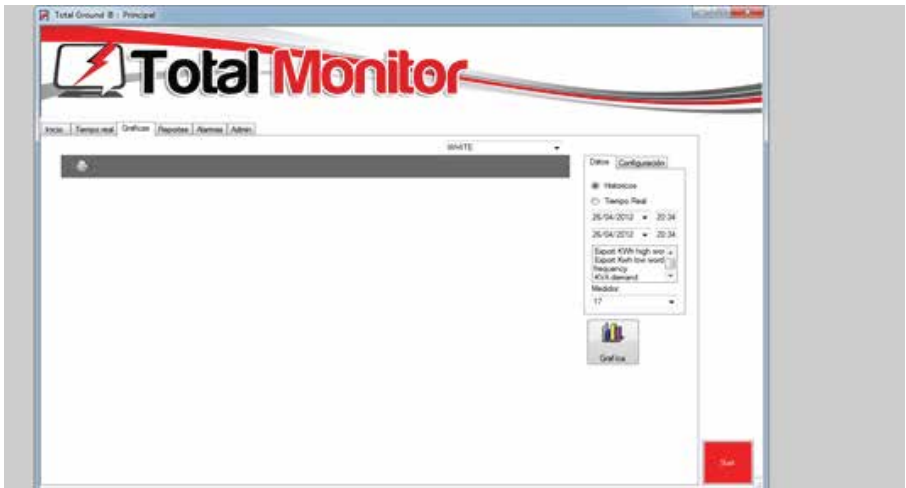 Total Ground ® : Principal
Total Monitor
Inicio Tiempo real Graficas Reportes Alarmas Admin.
WHITE
Datos Configuración
Historicos
Tiempo Real
26/04/2012 20:34
26/04/2012 20:34
Export KWh high wor
Export Kwh low word
frequency
KVA demand
Medidor
17
Grafica